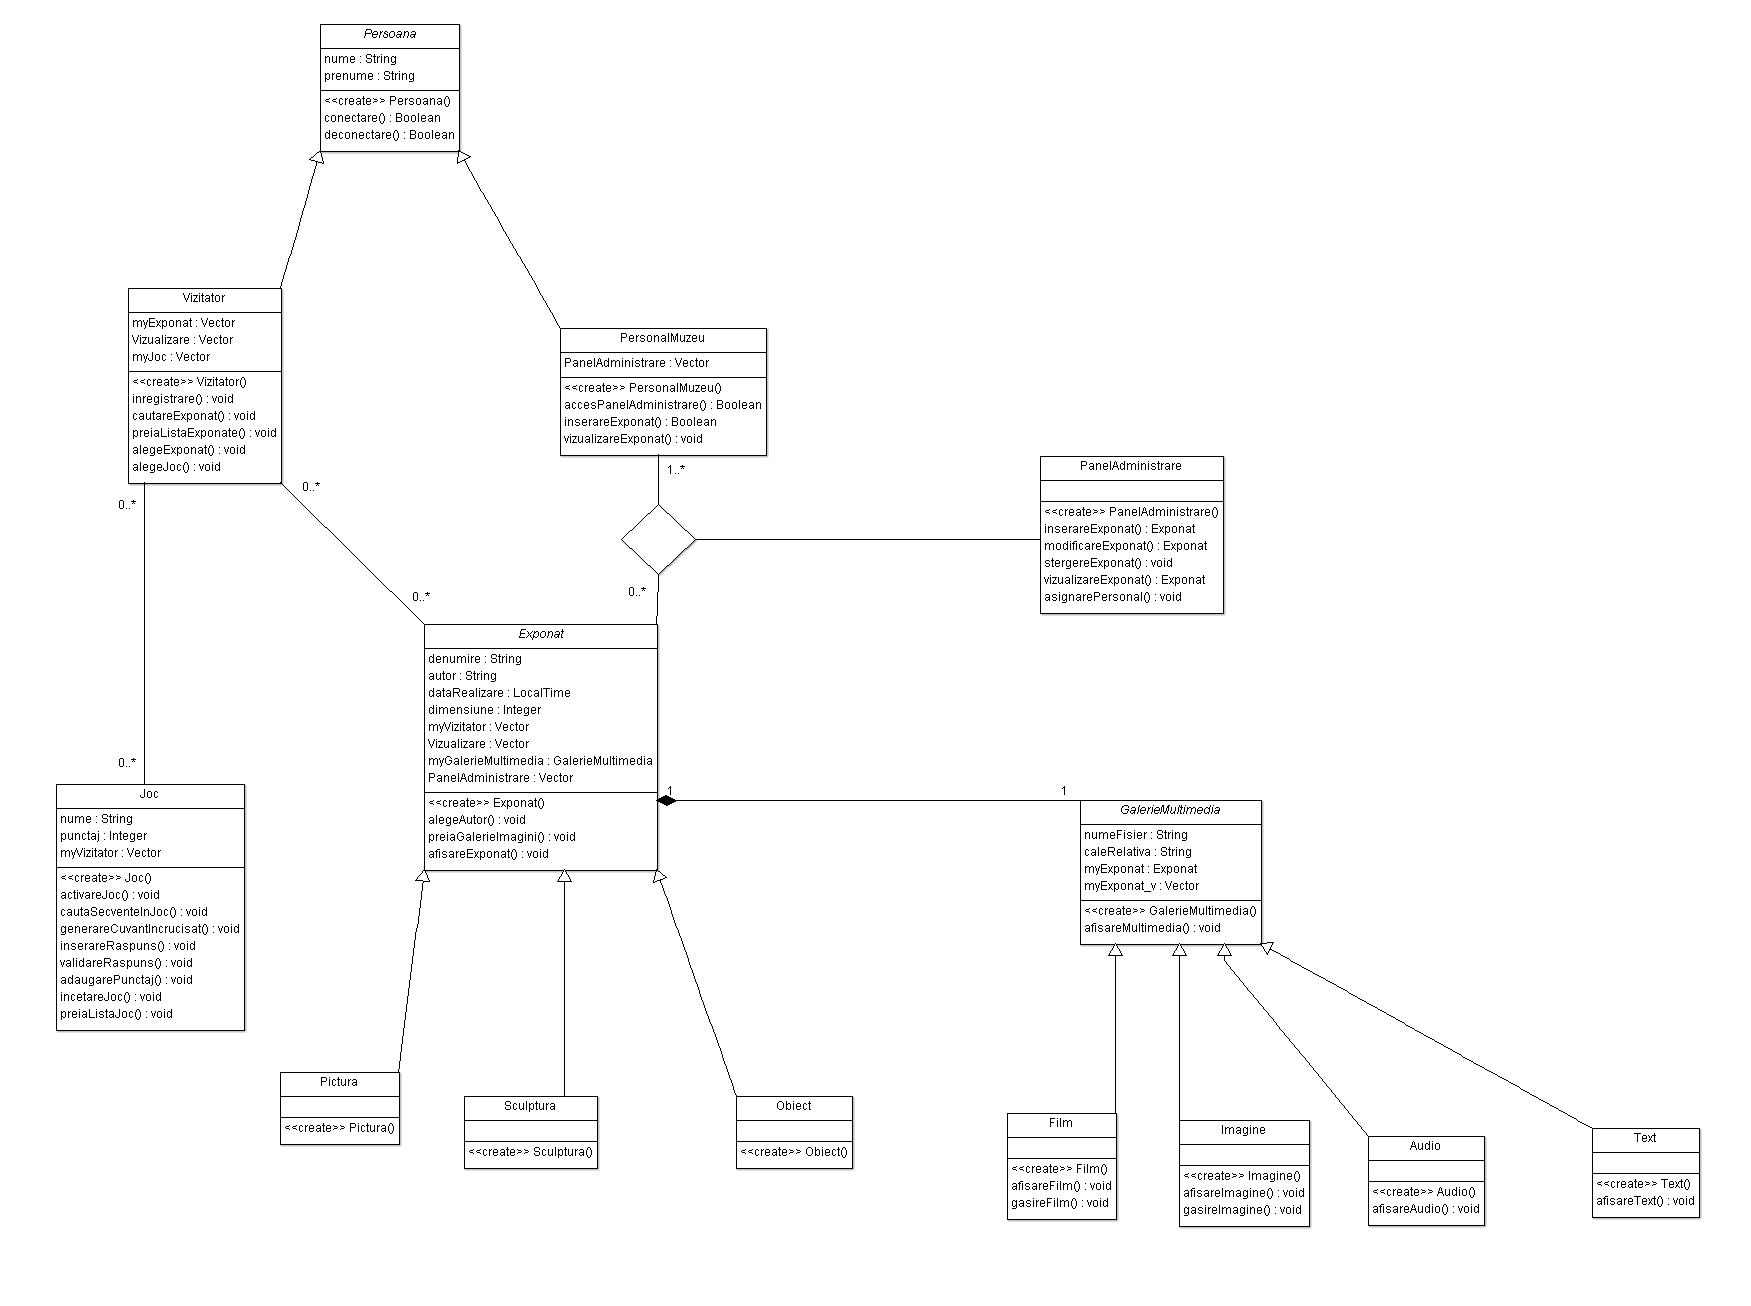 Persoana
nume : String
prenume : String
<<create>> Persoana()
conectare() : Boolean
deconectare() : Boolean
Vizitator
myExponat : Vector
Vizualizare : Vector
myJoc : Vector
<<create>> Vizitator()
inregistrare() : void
cautareExponat() : void
preiaListaExponate() : void
alegeExponat() : void
alegeJoc() : void
PersonalMuzeu
PanelAdministrare : Vector
<<create>> PersonalMuzeu()
accesPanelAdministrare() : Boolean
inserareExponat() : Boolean
vizualizareExponat() : void
1..*
PanelAdministrare
<<create>> PanelAdministrare()
inserareExponat() : Exponat
modificareExponat() : Exponat
stergereExponat() : void
vizualizareExponat() : Exponat
asignarePersonal() : void
0..*
0..*
0..*
0..*
0..*
Exponat
denumire : String
autor : String
dataRealizare : LocalTime
dimensiune : Integer
myVizitator : Vector
Vizualizare : Vector
myGalerieMultimedia : GalerieMultimedia
PanelAdministrare : Vector
<<create>> Exponat()
alegeAutor() : void
preiaGalerieImagini() : void
afisareExponat() : void
Joc
nume : String
punctaj : Integer
myVizitator : Vector
<<create>> Joc()
activareJoc() : void
cautaSecventeInJoc() : void
generareCuvantIncrucisat() : void
inserareRaspuns() : void
validareRaspuns() : void
adaugarePunctaj() : void
incetareJoc() : void
preiaListaJoc() : void
1
1
GalerieMultimedia
numeFisier : String
caleRelativa : String
myExponat : Exponat
myExponat_v : Vector
<<create>> GalerieMultimedia()
afisareMultimedia() : void
Pictura
<<create>> Pictura()
Sculptura
<<create>> Sculptura()
Obiect
<<create>> Obiect()
Film
<<create>> Film()
afisareFilm() : void
gasireFilm() : void
Imagine
<<create>> Imagine()
afisareImagine() : void
gasireImagine() : void
Audio
<<create>> Audio()
afisareAudio() : void
Text
<<create>> Text()
afisareText() : void